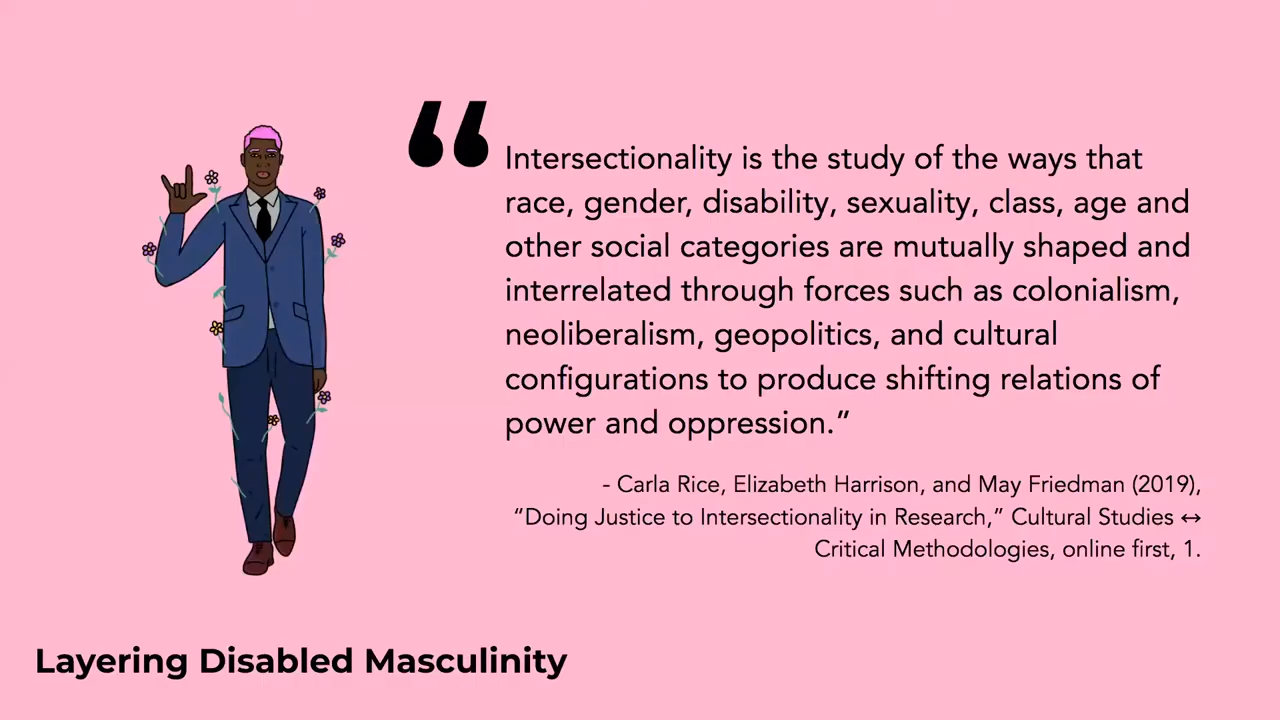 “
Intersectionality is the study of the ways that
race, gender, disability, sexuality, class, age and
other social categories are mutually shaped and
interrelated through forces such as colonialism,
neoliberalism, geopolitics, and cultural
configurations to produce shifting relations of
power and oppression.”
- Carla Rice, Elizabeth Harrison, and May Friedman (2019),
“Doing Justice to Intersectionality in Research,” Cultural Studies ↔
Critical Methodologies, online first, 1.
Layering Disabled Masculinity